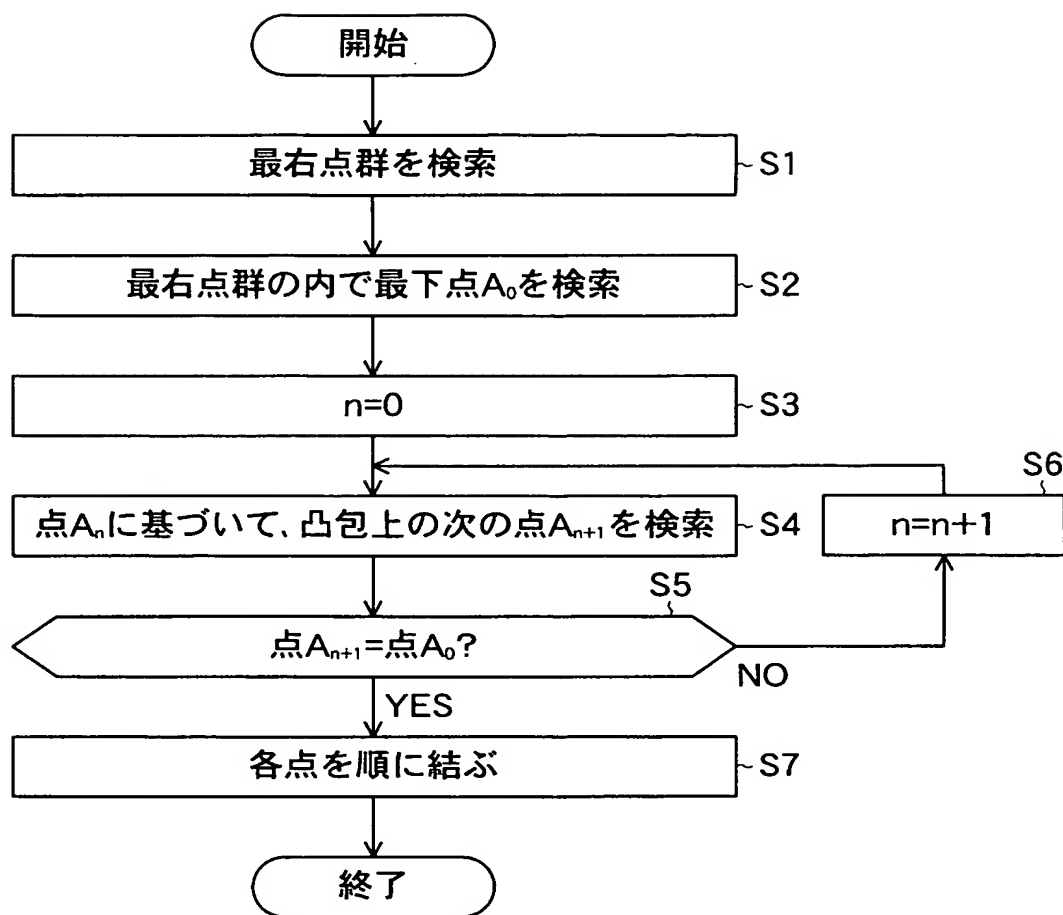 開始
最右点群を検索
S1
最右点群の内で最下点A₀を検索
S2
n=0
S3
S6
点Aₙに基づいて、凸包上の次の点Aₙ₊₁を検索
S4
n=n+1
S5
点Aₙ₊₁=点A₀?
NO
YES
各点を順に結ぶ
S7
終了